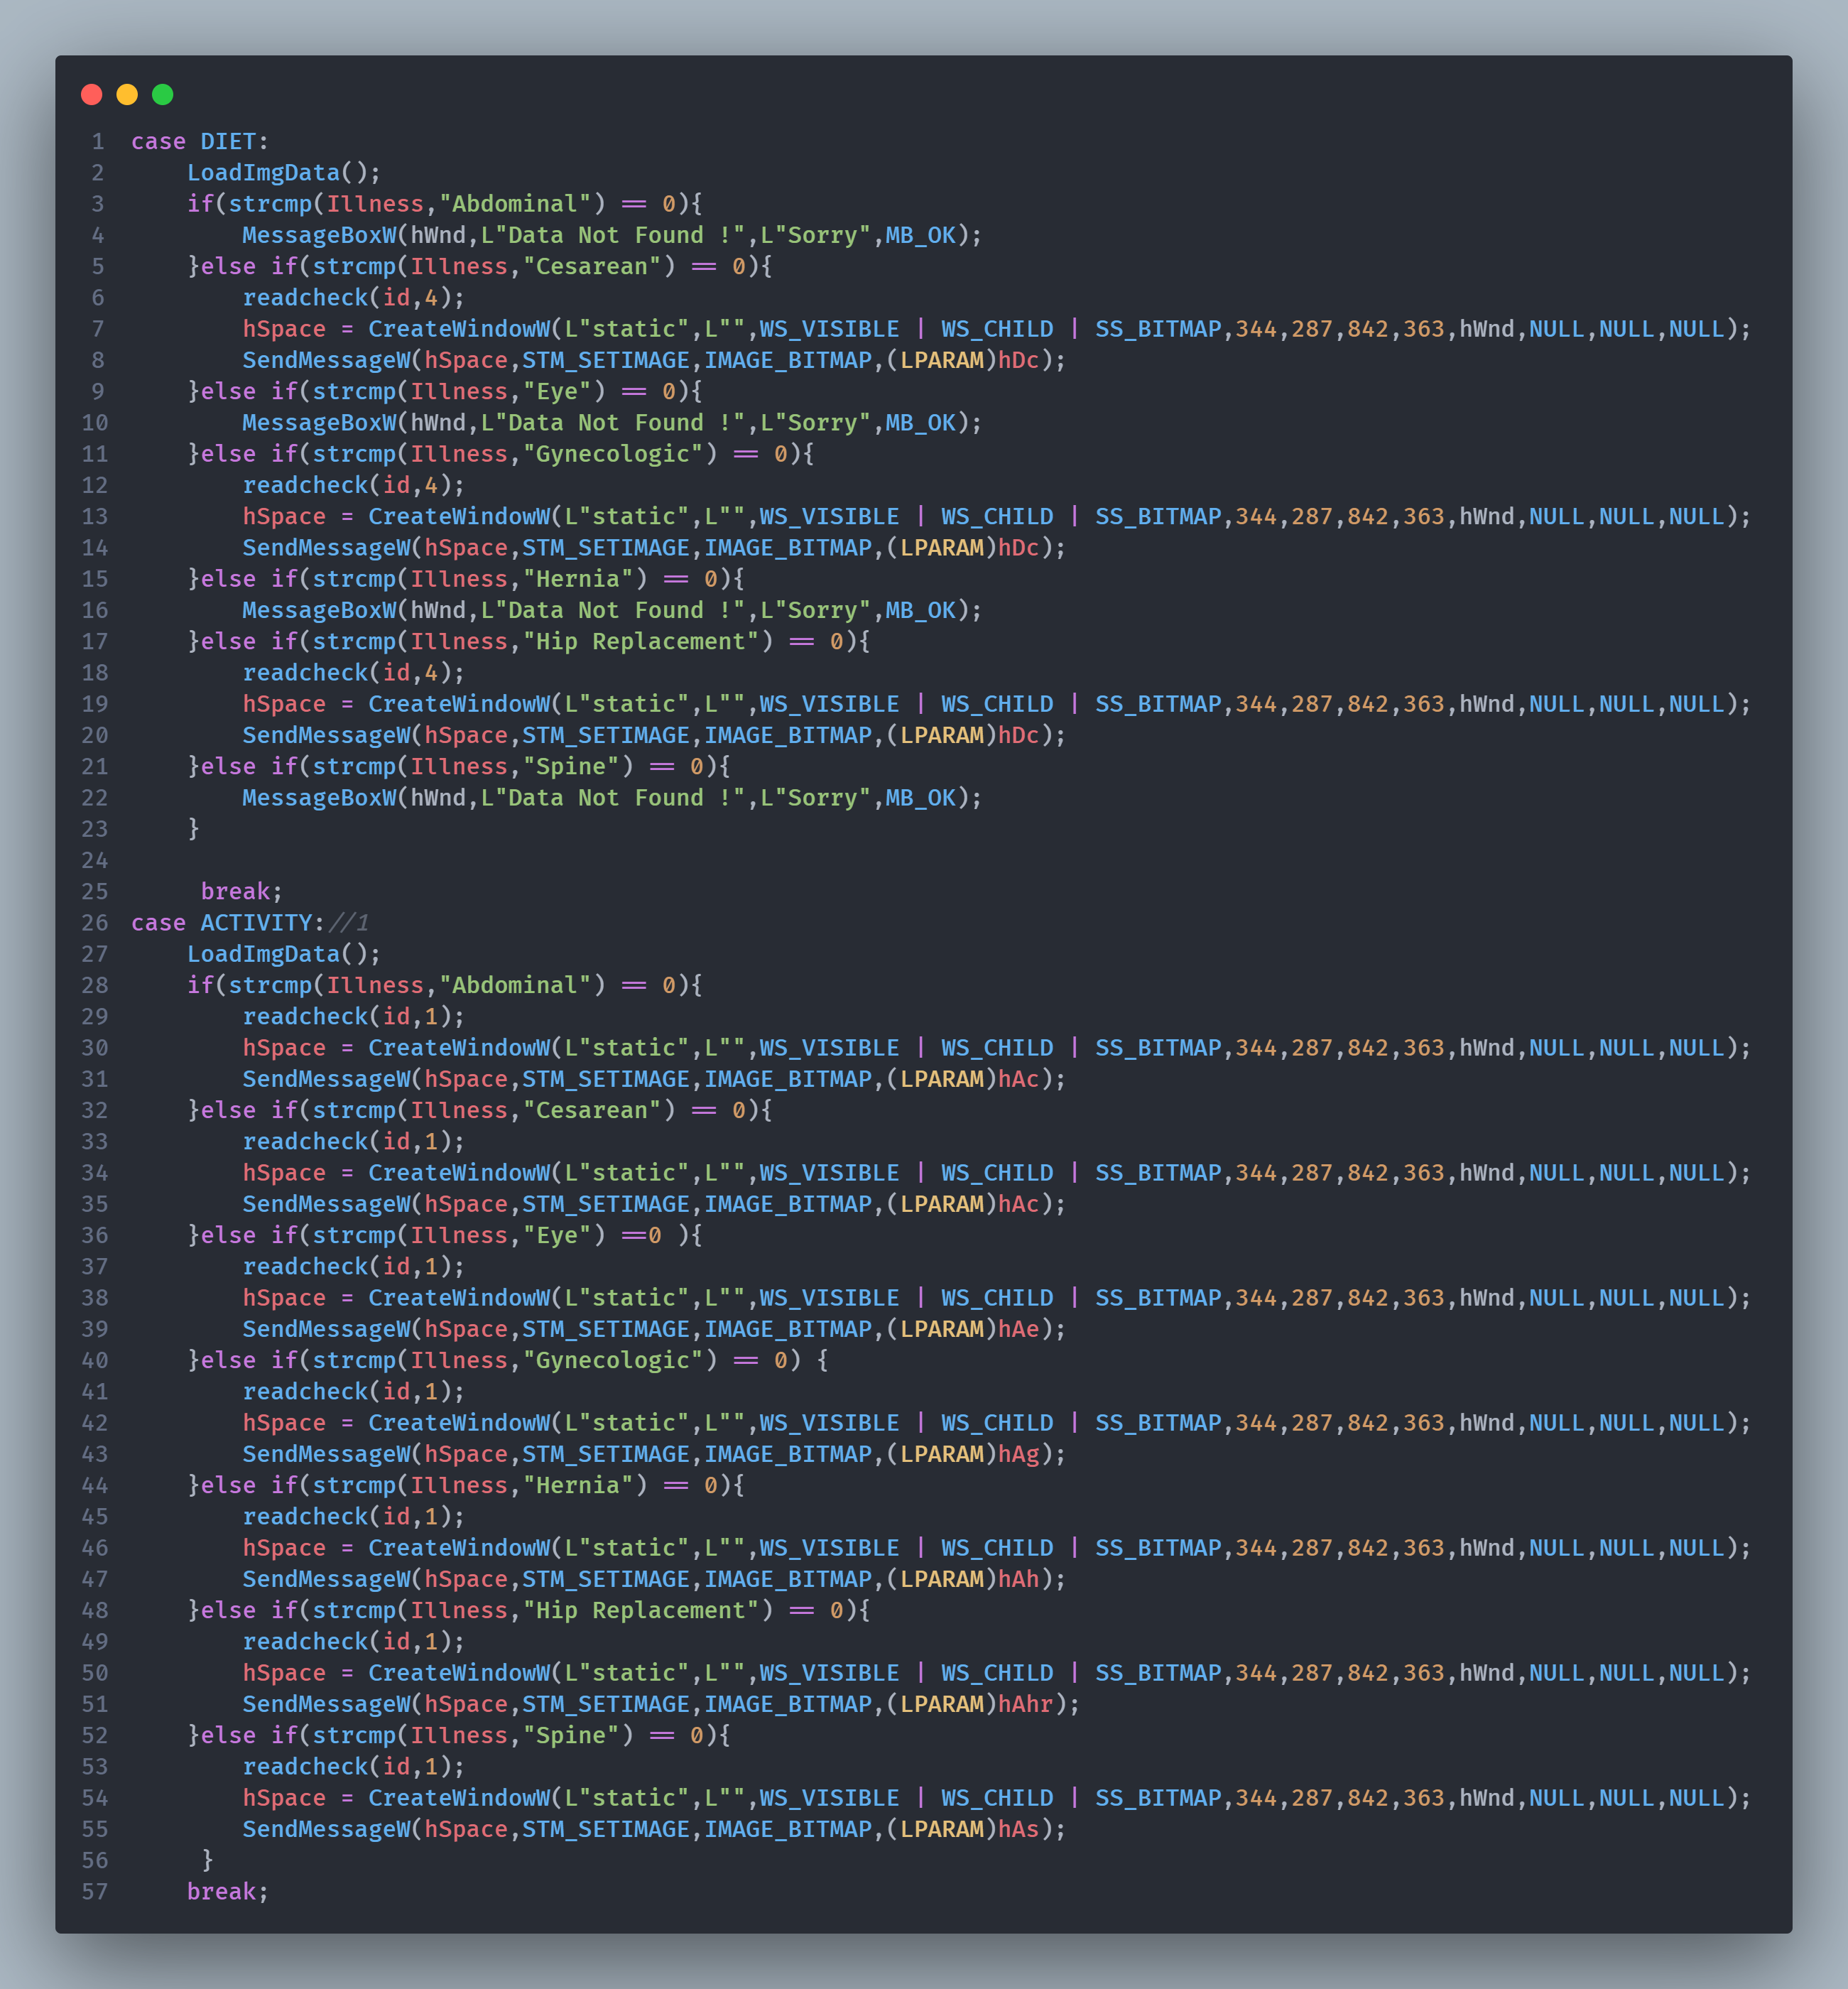 1 case DIET:
2     LoadImgData();
3     if(strcmp(Illness,"Abdominal") == 0){
4         MessageBoxW(hWnd,L"Data Not Found !",L"Sorry",MB_OK);
5     }else if(strcmp(Illness,"Cesarean") == 0){
6         readcheck(id,4);
7         hSpace = CreateWindowW(L"static",L"",WS_VISIBLE | WS_CHILD | SS_BITMAP,344,287,842,363,hWnd,NULL,NULL,NULL);
8         SendMessageW(hSpace,STM_SETIMAGE,IMAGE_BITMAP,(LPARAM)hDc);
9     }else if(strcmp(Illness,"Eye") == 0){
10         MessageBoxW(hWnd,L"Data Not Found !",L"Sorry",MB_OK);
11     }else if(strcmp(Illness,"Gynecologic") == 0){
12         readcheck(id,4);
13         hSpace = CreateWindowW(L"static",L"",WS_VISIBLE | WS_CHILD | SS_BITMAP,344,287,842,363,hWnd,NULL,NULL,NULL);
14         SendMessageW(hSpace,STM_SETIMAGE,IMAGE_BITMAP,(LPARAM)hDc);
15     }else if(strcmp(Illness,"Hernia") == 0){
16         MessageBoxW(hWnd,L"Data Not Found !",L"Sorry",MB_OK);
17     }else if(strcmp(Illness,"Hip Replacement") == 0){
18         readcheck(id,4);
19         hSpace = CreateWindowW(L"static",L"",WS_VISIBLE | WS_CHILD | SS_BITMAP,344,287,842,363,hWnd,NULL,NULL,NULL);
20         SendMessageW(hSpace,STM_SETIMAGE,IMAGE_BITMAP,(LPARAM)hDc);
21     }else if(strcmp(Illness,"Spine") == 0){
22         MessageBoxW(hWnd,L"Data Not Found !",L"Sorry",MB_OK);
23     }
24
25      break;
26 case ACTIVITY://1
27     LoadImgData();
28     if(strcmp(Illness,"Abdominal") == 0){
29         readcheck(id,1);
30         hSpace = CreateWindowW(L"static",L"",WS_VISIBLE | WS_CHILD | SS_BITMAP,344,287,842,363,hWnd,NULL,NULL,NULL);
31         SendMessageW(hSpace,STM_SETIMAGE,IMAGE_BITMAP,(LPARAM)hAc);
32     }else if(strcmp(Illness,"Cesarean") == 0){
33         readcheck(id,1);
34         hSpace = CreateWindowW(L"static",L"",WS_VISIBLE | WS_CHILD | SS_BITMAP,344,287,842,363,hWnd,NULL,NULL,NULL);
35         SendMessageW(hSpace,STM_SETIMAGE,IMAGE_BITMAP,(LPARAM)hAc);
36     }else if(strcmp(Illness,"Eye") ==0 ){
37         readcheck(id,1);
38         hSpace = CreateWindowW(L"static",L"",WS_VISIBLE | WS_CHILD | SS_BITMAP,344,287,842,363,hWnd,NULL,NULL,NULL);
39         SendMessageW(hSpace,STM_SETIMAGE,IMAGE_BITMAP,(LPARAM)hAe);
40     }else if(strcmp(Illness,"Gynecologic") == 0) {
41         readcheck(id,1);
42         hSpace = CreateWindowW(L"static",L"",WS_VISIBLE | WS_CHILD | SS_BITMAP,344,287,842,363,hWnd,NULL,NULL,NULL);
43         SendMessageW(hSpace,STM_SETIMAGE,IMAGE_BITMAP,(LPARAM)hAg);
44     }else if(strcmp(Illness,"Hernia") == 0){
45         readcheck(id,1);
46         hSpace = CreateWindowW(L"static",L"",WS_VISIBLE | WS_CHILD | SS_BITMAP,344,287,842,363,hWnd,NULL,NULL,NULL);
47         SendMessageW(hSpace,STM_SETIMAGE,IMAGE_BITMAP,(LPARAM)hAh);
48     }else if(strcmp(Illness,"Hip Replacement") == 0){
49         readcheck(id,1);
50         hSpace = CreateWindowW(L"static",L"",WS_VISIBLE | WS_CHILD | SS_BITMAP,344,287,842,363,hWnd,NULL,NULL,NULL);
51         SendMessageW(hSpace,STM_SETIMAGE,IMAGE_BITMAP,(LPARAM)hAhr);
52     }else if(strcmp(Illness,"Spine") == 0){
53         readcheck(id,1);
54         hSpace = CreateWindowW(L"static",L"",WS_VISIBLE | WS_CHILD | SS_BITMAP,344,287,842,363,hWnd,NULL,NULL,NULL);
55         SendMessageW(hSpace,STM_SETIMAGE,IMAGE_BITMAP,(LPARAM)hAs);
56      }
57     break;